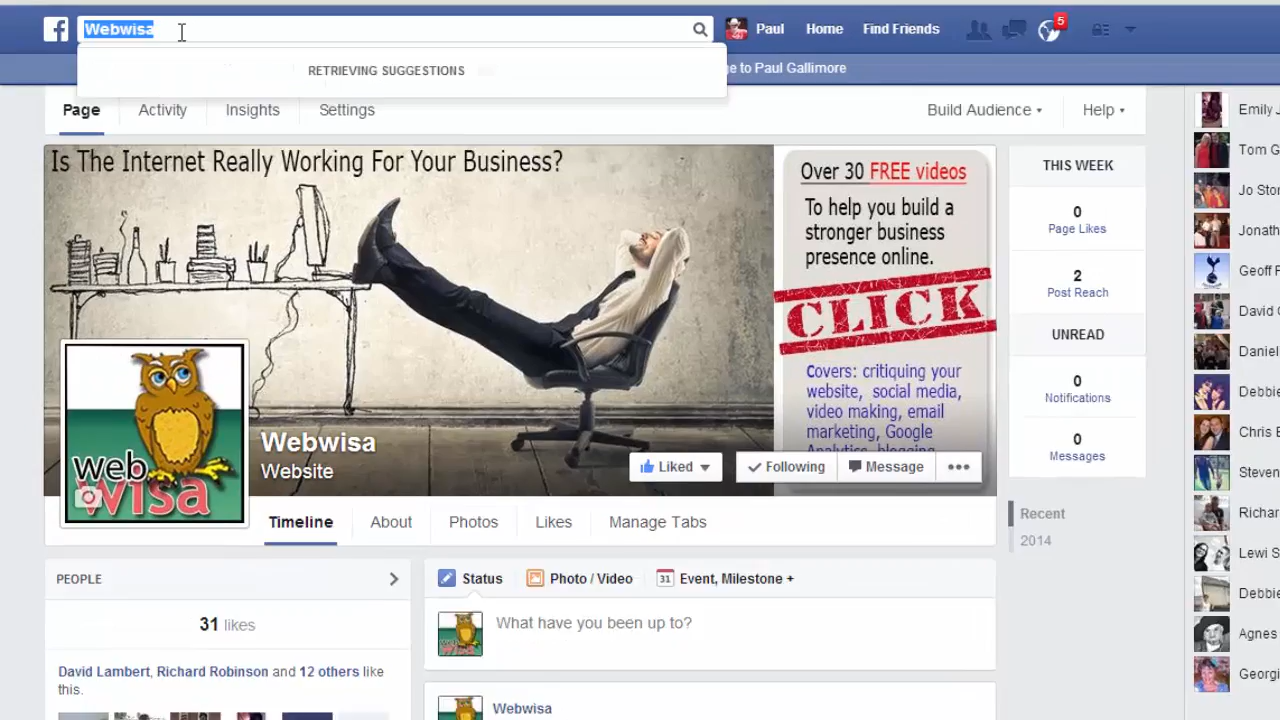 Webwisa
Paul
Home
Find Friends
5
RETRIEVING SUGGESTIONS
to Paul Gallimore
Page
Activity
Insights
Settings
Build Audience
Help
Is The Internet Really Working For Your Business?
Over 30 FREE videos
To help you build a
stronger business
presence online.
CLICK
Covers: critiquing your
website, social media,
video making, email
marketing, Google
Analytics, blogging
web
wisa
Webwisa
Website
Liked
Following
Message
Timeline
About
Photos
Likes
Manage Tabs
THIS WEEK
0
Page Likes
2
Post Reach
UNREAD
0
Notifications
0
Messages
Recent
2014
PEOPLE
31 likes
David Lambert, Richard Robinson and 12 others like
this.
Status
Photo / Video
31
Event, Milestone +
What have you been up to?
Webwisa
Emily J
Tom G
Jo Stor
Jonath
Geoff F
David C
Daniel
Debbie
Chris E
Steven
Richar
Lewi S
Debbie
Agnes
Georgi